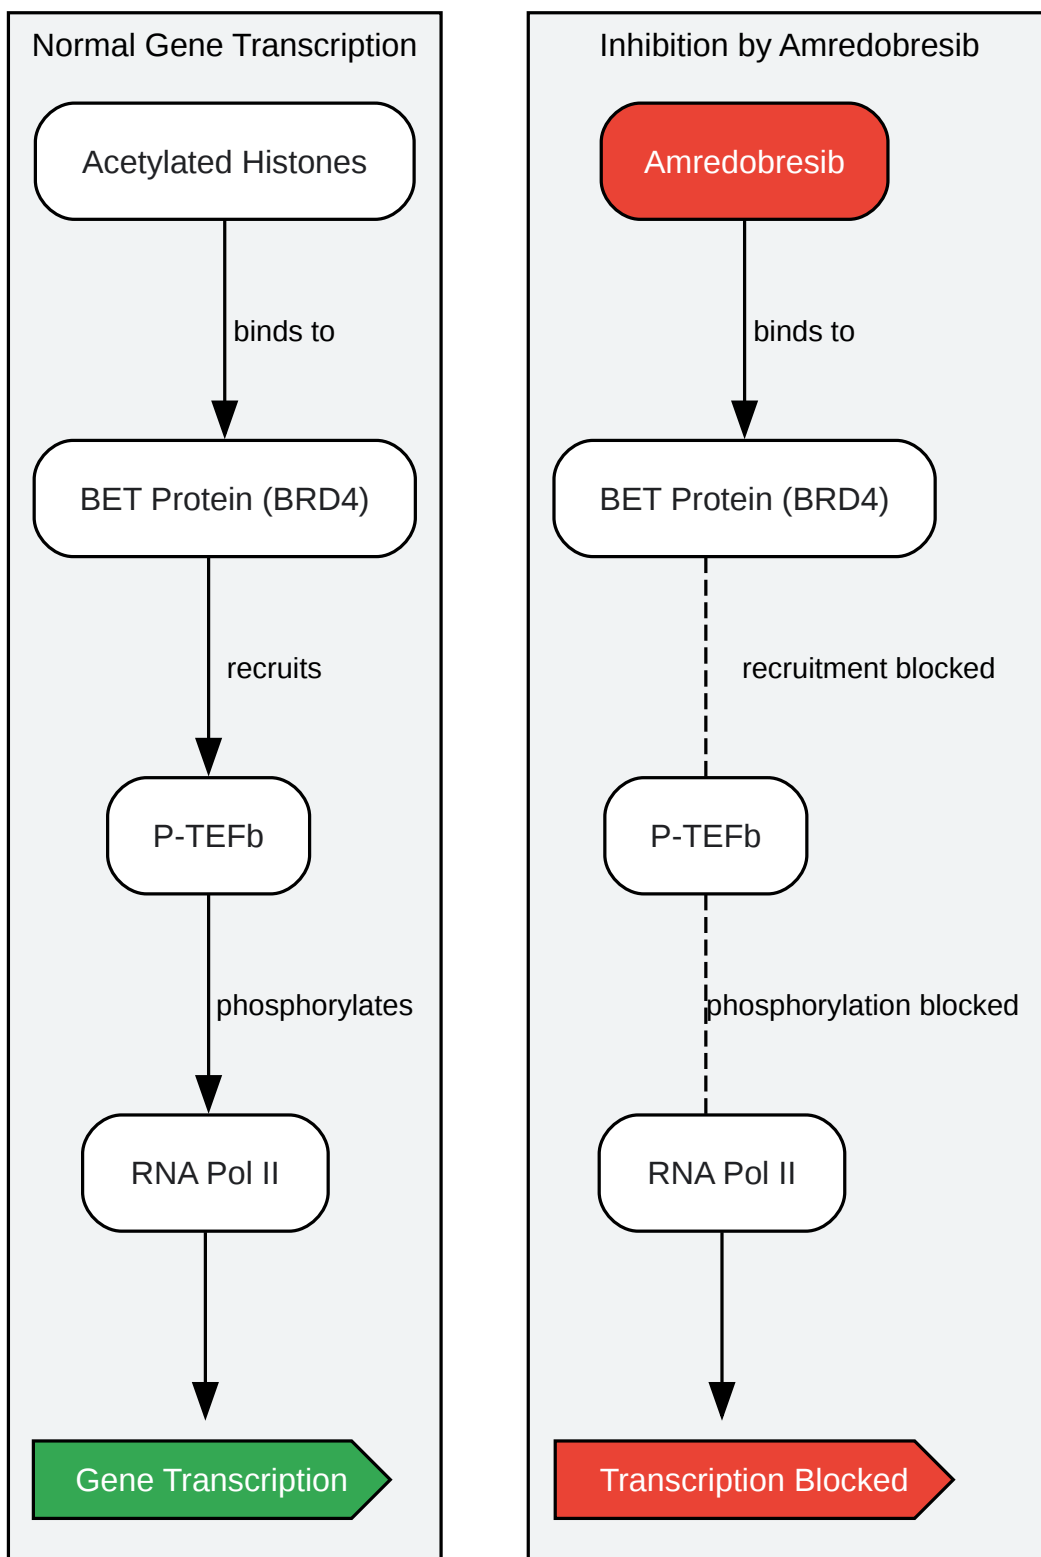 Normal Gene Transcription
Acetylated Histones
binds to
BET Protein (BRD4)
recruits
P-TEFb
phosphorylates
RNA Pol II
Gene Transcription
Inhibition by Amredobresib
Amredobresib
binds to
BET Protein (BRD4)
recruitment blocked
P-TEFb
phosphorylation blocked
RNA Pol II
Transcription Blocked